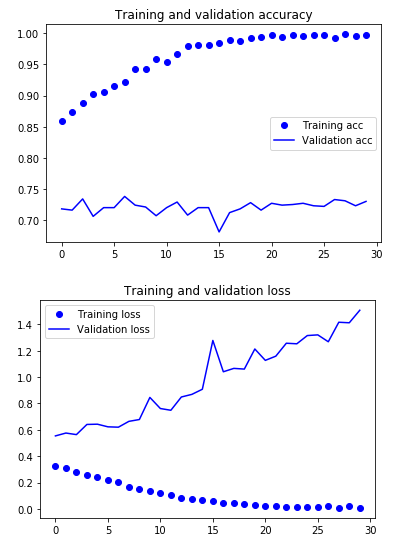 Training and validation accuracy
1.00
0.95
0.90
0.85
0.80
0.75
0.70
Training acc
Validation acc
0 5 10 15 20 25 30
Training and validation loss
Training loss
Validation loss
1.4
1.2
1.0
0.8
0.6
0.4
0.2
0.0
0 5 10 15 20 25 30